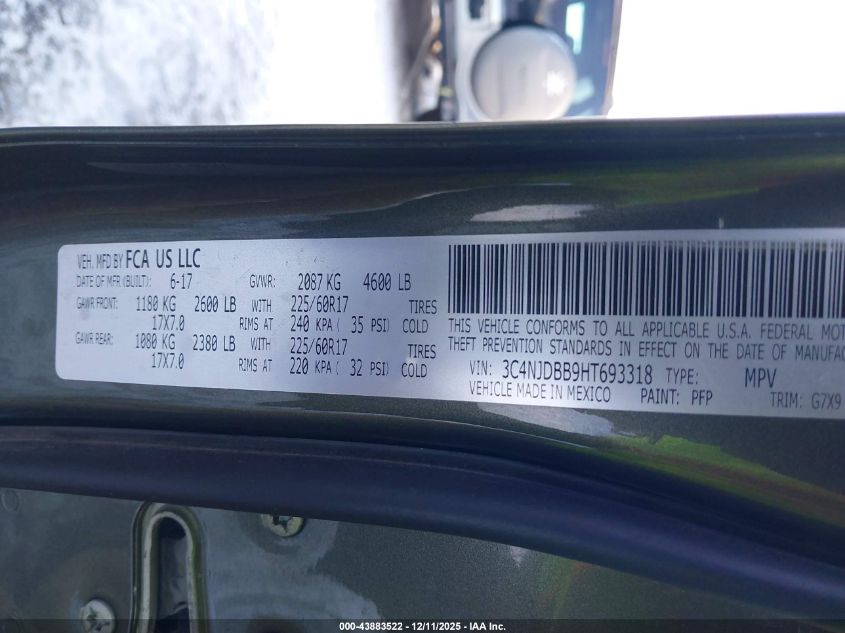 VEH. MFD BY FCA US LLC
DATE OF MFR (BUILT): 6-17 GVWR: 2087 KG 4600 LB
GAWR FRONT: 1180 KG 2600 LB WITH 225/60R17 TIRES
17X7.0 RIMS AT 240 KPA ( 35 PSI) COLD
GAWR REAR: 1080 KG 2380 LB WITH 225/60R17 TIRES
17X7.0 RIMS AT 220 KPA ( 32 PSI) COLD
THIS VEHICLE CONFORMS TO ALL APPLICABLE U.S.A. FEDERAL MOT
THEFT PREVENTION STANDARDS IN EFFECT ON THE DATE OF MANUFAC
VIN: 3C4NJDBB9HT693318 TYPE: MPV
VEHICLE MADE IN MEXICO PAINT: PFP TRIM: G7X9
000-43883522 - 12/11/2025 - IAA Inc.